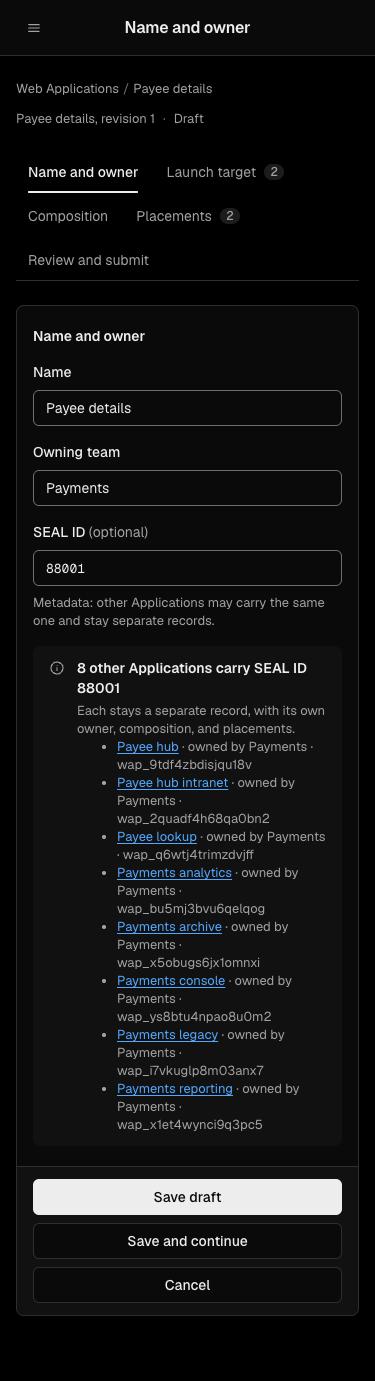 Name and owner
Web Applications / Payee details
Payee details, revision 1 · Draft
Name and owner
Launch target 2
Composition
Placements 2
Review and submit
Name and owner
Name
Payee details
Owning team
Payments
SEAL ID (optional)
88001
Metadata: other Applications may carry the same
one and stay separate records.
8 other Applications carry SEAL ID
88001
Each stays a separate record, with its own
owner, composition, and placements.
• Payee hub · owned by Payments ·
wap_9tdf4zbdisjqu18v
• Payee hub intranet · owned by
Payments ·
wap_2quadf4h68qa0bn2
• Payee lookup · owned by Payments
· wap_q6wtj4trimzdvjff
• Payments analytics · owned by
Payments ·
wap_bu5mj3bvu6qelqog
• Payments archive · owned by
Payments ·
wap_x5obugs6jx1omnxi
• Payments console · owned by
Payments ·
wap_ys8btu4npao8u0m2
• Payments legacy · owned by
Payments ·
wap_i7vkuglp8m03anx7
• Payments reporting · owned by
Payments ·
wap_x1et4wynci9q3pc5
Save draft
Save and continue
Cancel